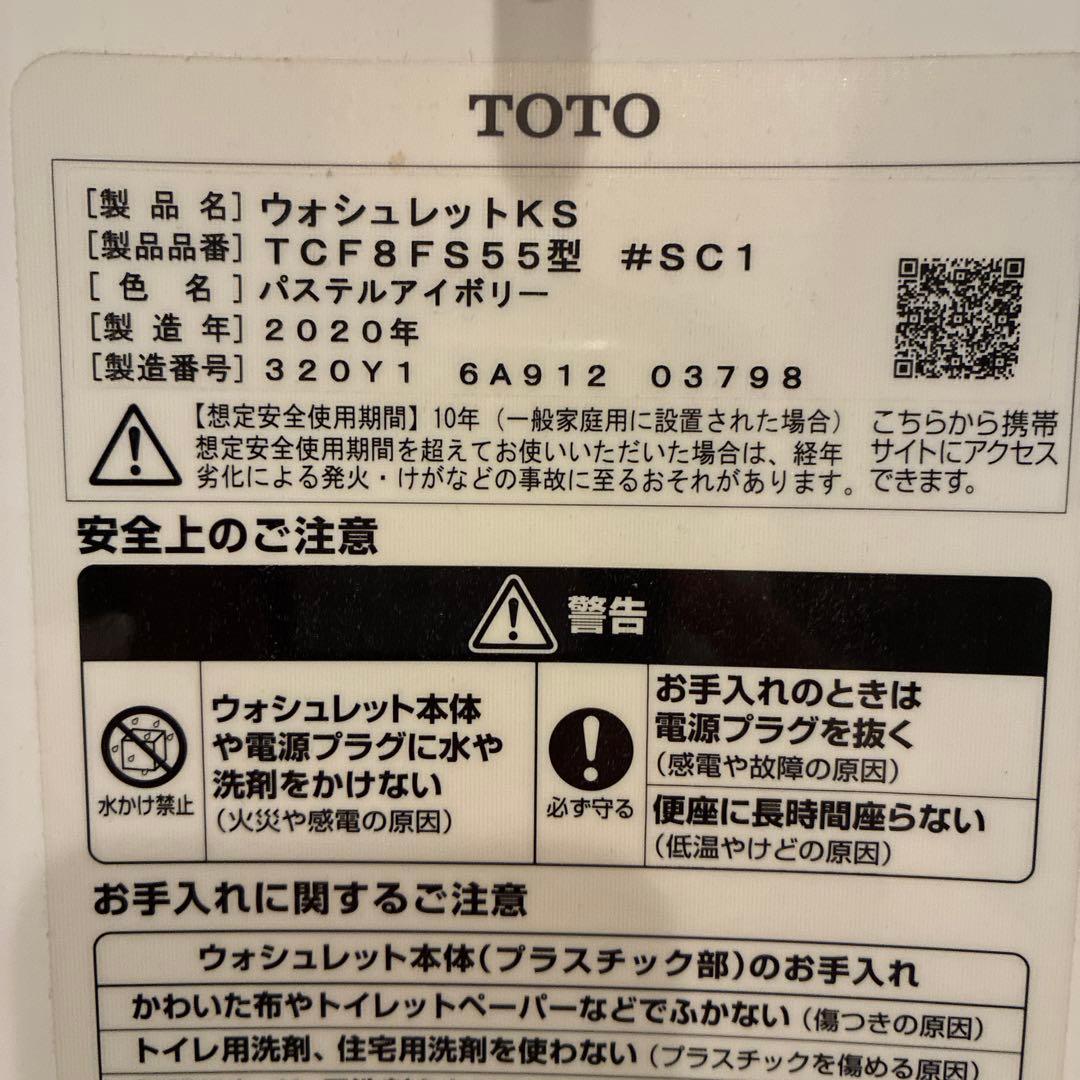 TOTO
[製品名] ウォシュレットKS
[製品品番] TCF8FS55型 #SC1
[色名] パステルアイボリー
[製造年] 2020年
[製造番号] 320Y1 6A912 03798
【想定安全使用期間】10年（一般家庭用に設置された場合）
想定安全使用期間を超えてお使いいただいた場合は、経年
劣化による発火・けがなどの事故に至るおそれがあります。
こちらから携帯
サイトにアクセス
できます。
安全上のご注意
警告
水かけ禁止
ウォシュレット本体
や電源プラグに水や
洗剤をかけない
（火災や感電の原因）
必ず守る
お手入れのときは
電源プラグを抜く
（感電や故障の原因）
便座に長時間座らない
（低温やけどの原因）
お手入れに関するご注意
ウォシュレット本体（プラスチック部）のお手入れ
かわいた布やトイレットペーパーなどでふかない（傷つきの原因）
トイレ用洗剤、住宅用洗剤を使わない（プラスチックを傷める原因）